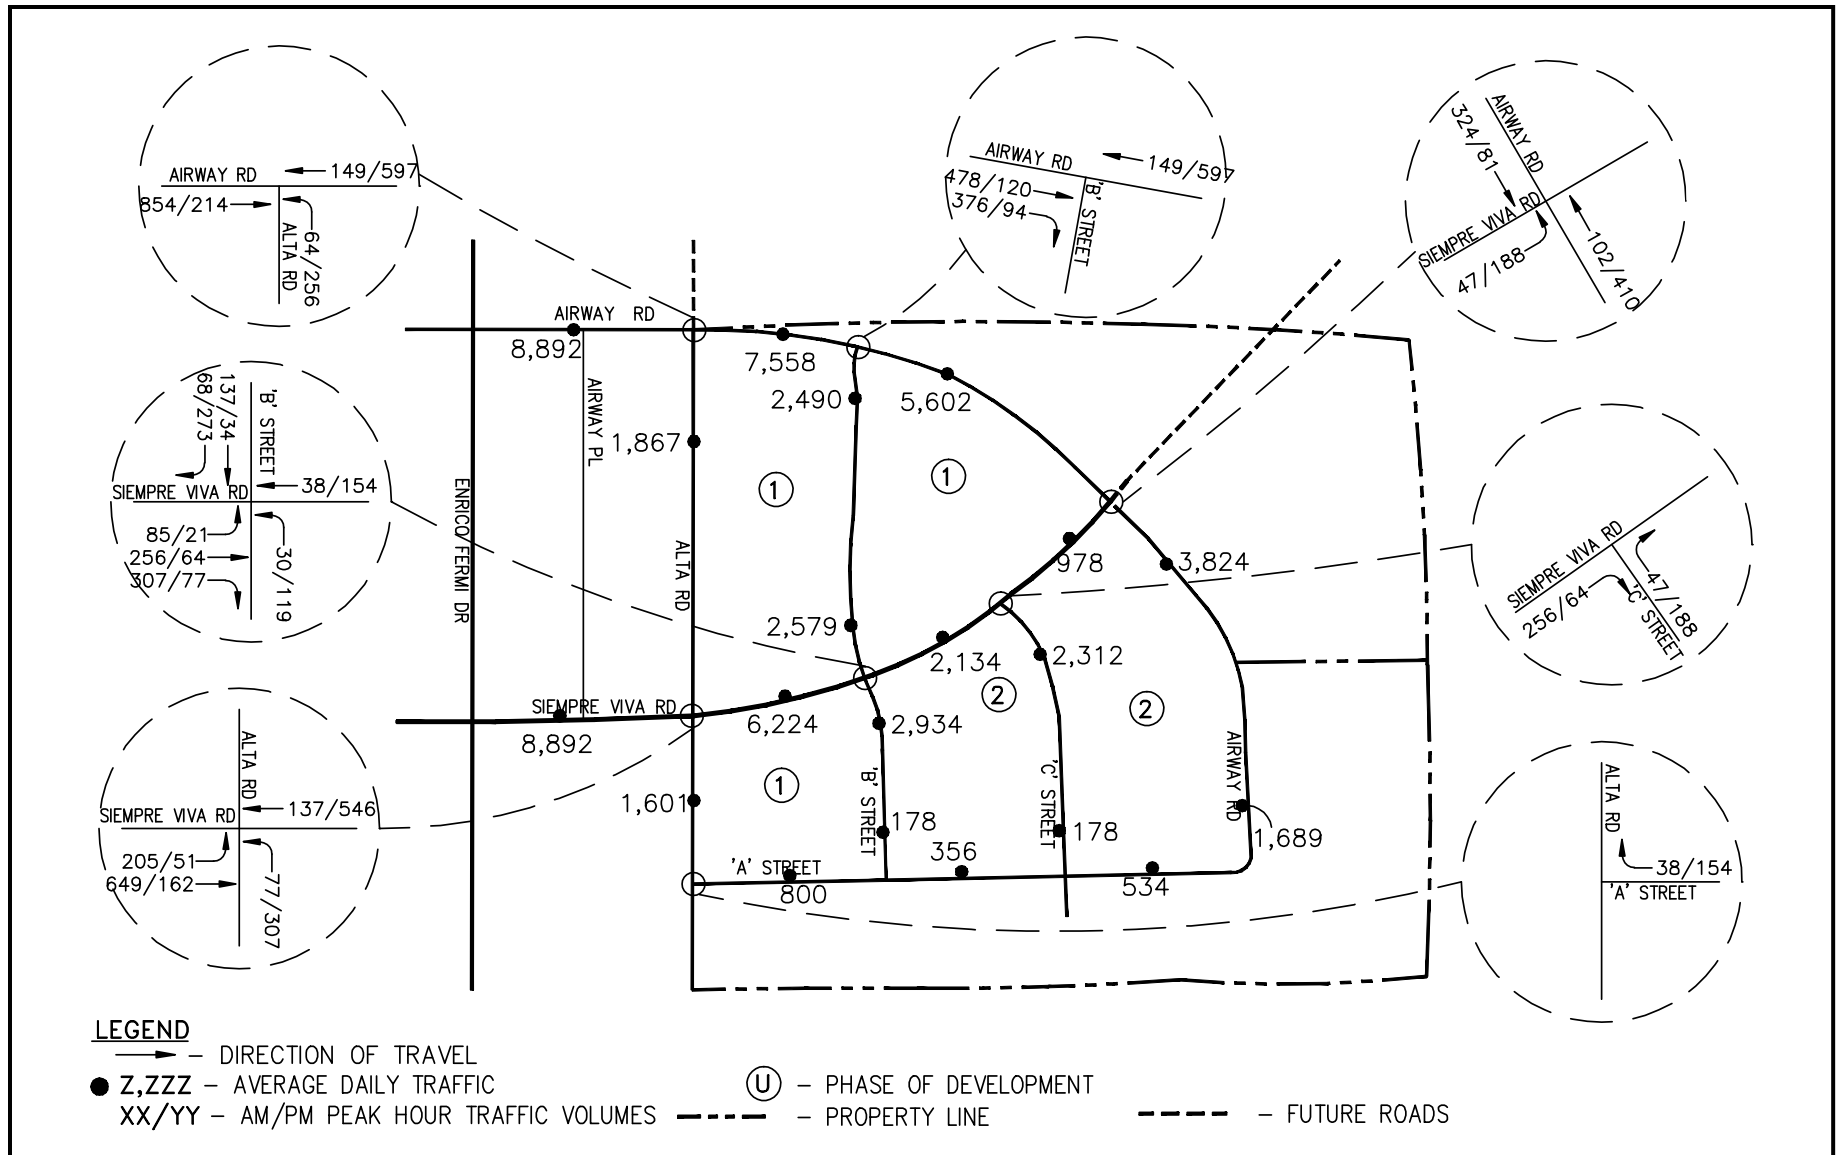 AIRWAY RD
149/597
854/214
64/256
ALTA RD
AIRWAY RD
149/597
478/120
376/94
'B' STREET
AIRWAY RD
324/81
SIEMPRE VIVA RD
47/188
102/410
AIRWAY RD
8,892
7,558
2,490
5,602
AIRWAY PL
1,867
137/34
68/273
'B' STREET
SIEMPRE VIVA RD
38/154
85/21
256/64
307/77
30/119
ENRICO FERMI DR
ALTA RD
1
1
978
3,824
SIEMPRE VIVA RD
256/64
47/188
'C' STREET
2,579
2,134
2,312
2
2
SIEMPRE VIVA RD
8,892
6,224
2,934
ALTA RD
SIEMPRE VIVA RD
137/546
205/51
649/162
77/307
1,601
1
'B' STREET
178
'C' STREET
178
AIRWAY RD
1,689
'A' STREET
800
356
534
ALTA RD
38/154
'A' STREET
LEGEND
– DIRECTION OF TRAVEL
Z,ZZZ – AVERAGE DAILY TRAFFIC
XX/YY – AM/PM PEAK HOUR TRAFFIC VOLUMES
U – PHASE OF DEVELOPMENT
– PROPERTY LINE
– FUTURE ROADS